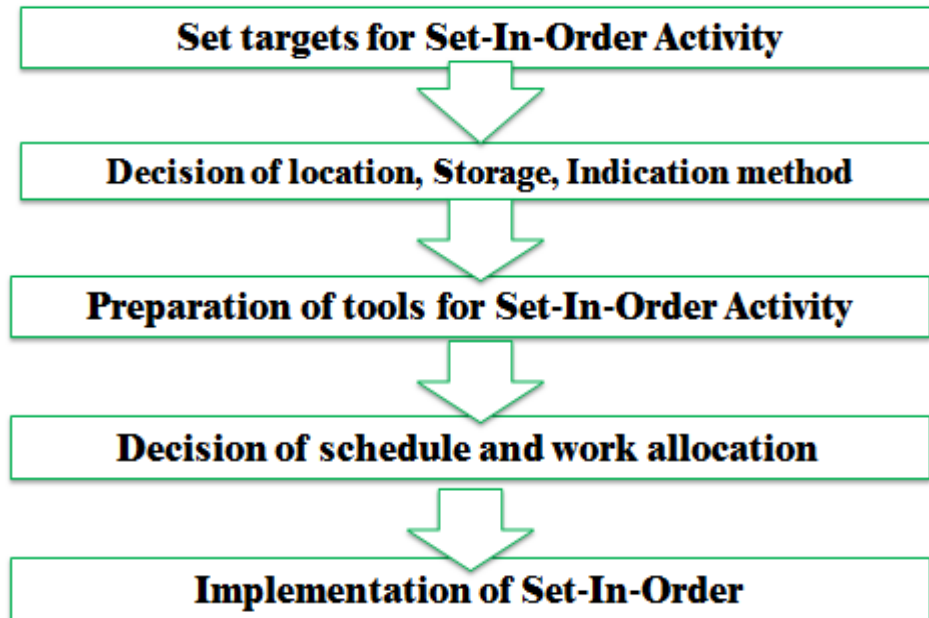 Set targets for Set-In-Order Activity
Decision of location, Storage, Indication method
Preparation of tools for Set-In-Order Activity
Decision of schedule and work allocation
Implementation of Set-In-Order